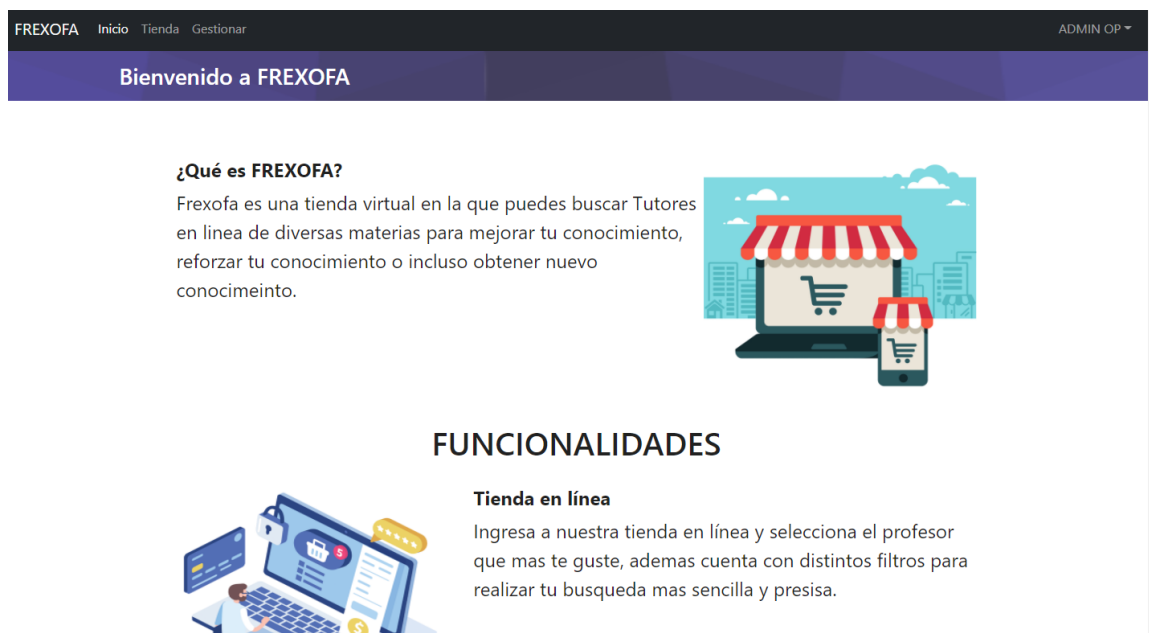 FREXOFA Inicio Tienda Gestionar ADMIN OP
Bienvenido a FREXOFA
¿Qué es FREXOFA?
Frexofa es una tienda virtual en la que puedes buscar Tutores
en linea de diversas materias para mejorar tu conocimiento,
reforzar tu conocimiento o incluso obtener nuevo
conocimeinto.
FUNCIONALIDADES
Tienda en línea
Ingresa a nuestra tienda en línea y selecciona el profesor
que mas te guste, ademas cuenta con distintos filtros para
realizar tu busqueda mas sencilla y presisa.